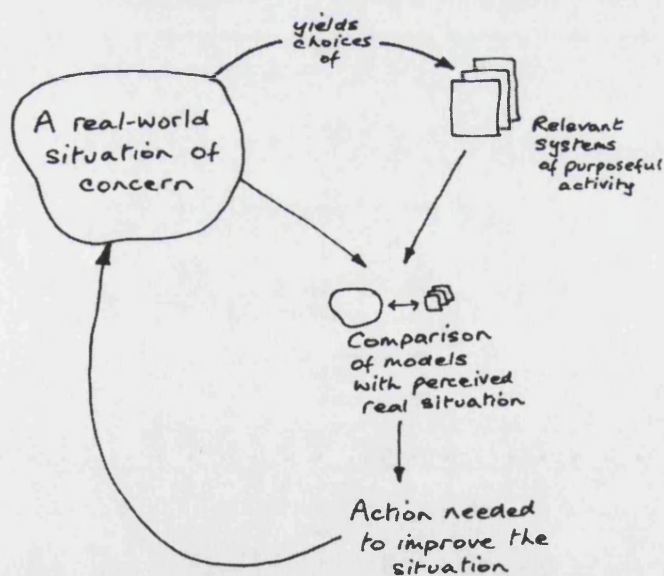 yields
choices
of
A real-world
situation of
concern
Relevant
systems
of purposeful
activity
Comparison
of models
with perceived
real situation
Action needed
to improve the
situation